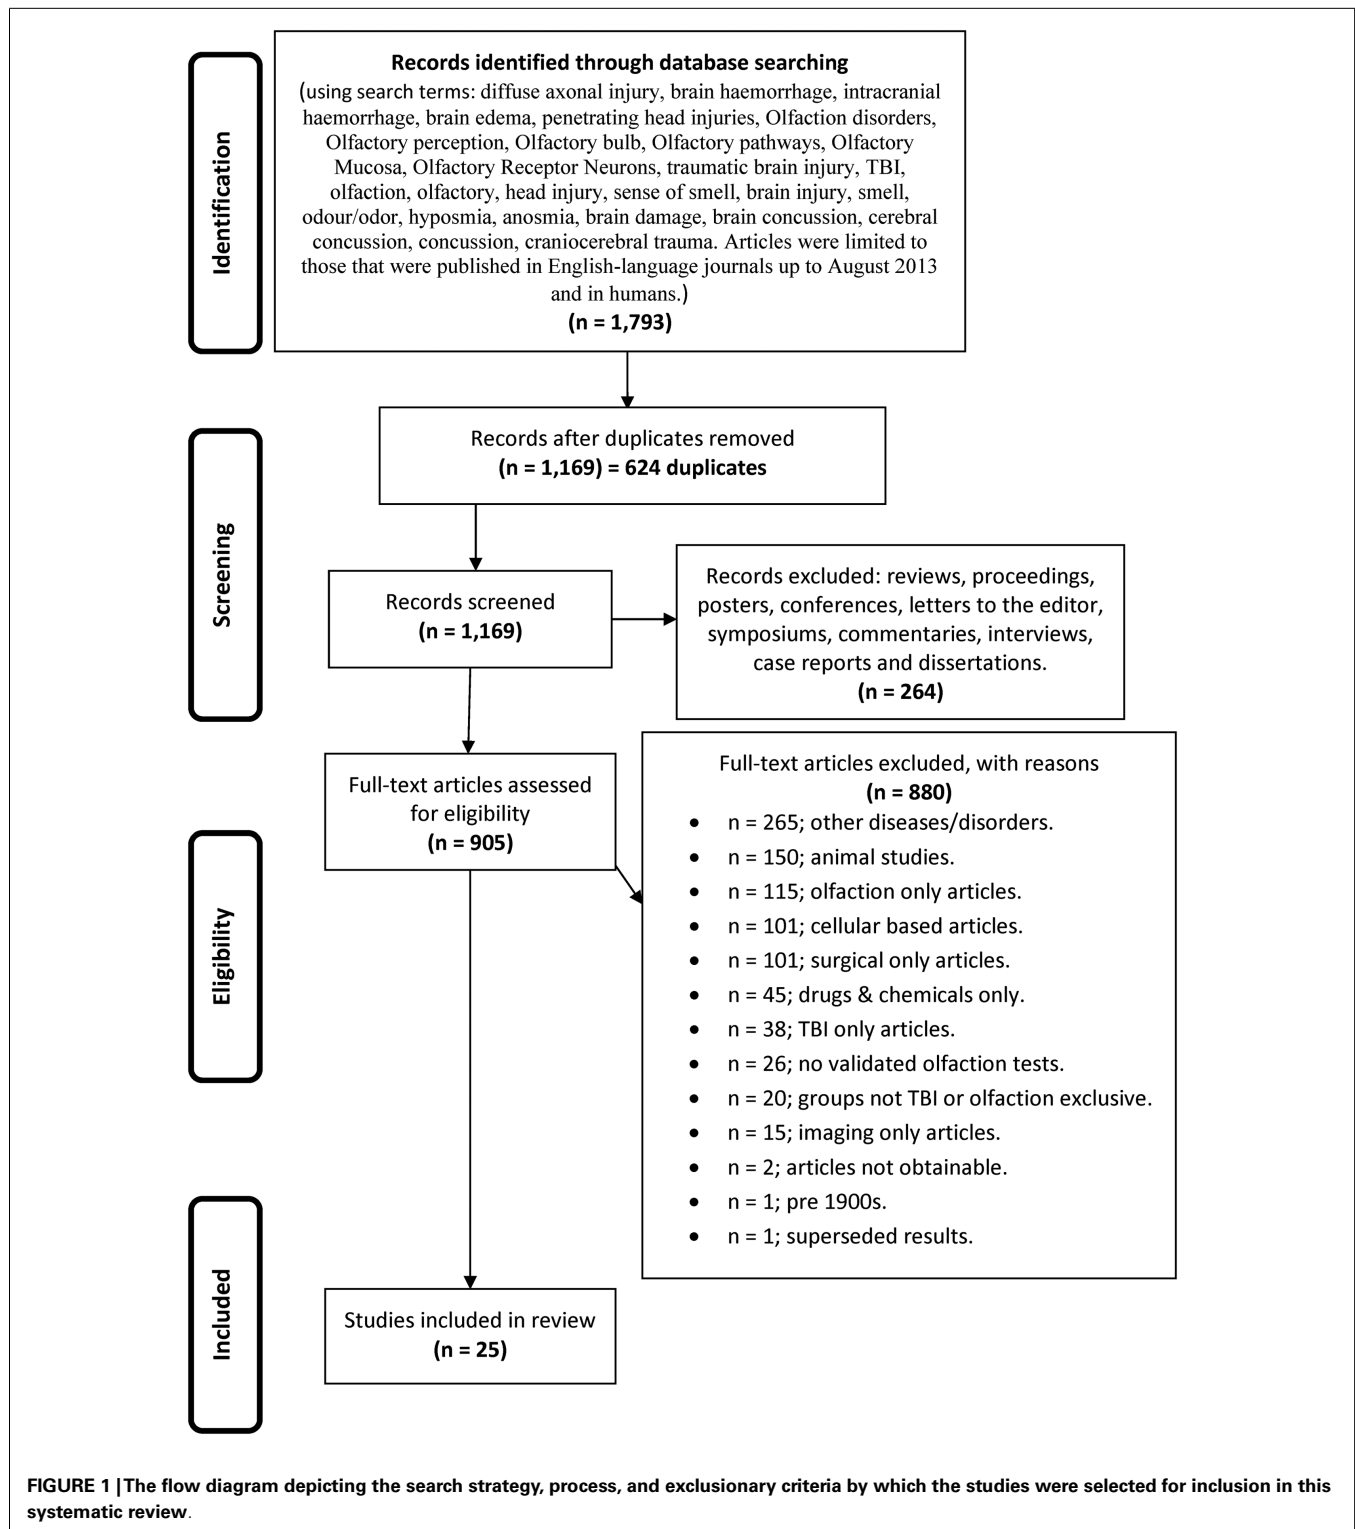 Identification
Records identified through database searching
(using search terms: diffuse axonal injury, brain haemorrhage, intracranial
haemorrhage, brain edema, penetrating head injuries, Olfaction disorders,
Olfactory perception, Olfactory bulb, Olfactory pathways, Olfactory
Mucosa, Olfactory Receptor Neurons, traumatic brain injury, TBI,
olfaction, olfactory, head injury, sense of smell, brain injury, smell,
odour/odor, hyposmia, anosmia, brain damage, brain concussion, cerebral
concussion, concussion, craniocerebral trauma. Articles were limited to
those that were published in English-language journals up to August 2013
and in humans.)
(n = 1,793)
Screening
Records after duplicates removed
(n = 1,169) = 624 duplicates
Records screened
(n = 1,169)
Records excluded: reviews, proceedings,
posters, conferences, letters to the editor,
symposiums, commentaries, interviews,
case reports and dissertations.
(n = 264)
Eligibility
Full-text articles assessed
for eligibility
(n = 905)
Full-text articles excluded, with reasons
(n = 880)
• n = 265; other diseases/disorders.
• n = 150; animal studies.
• n = 115; olfaction only articles.
• n = 101; cellular based articles.
• n = 101; surgical only articles.
• n = 45; drugs & chemicals only.
• n = 38; TBI only articles.
• n = 26; no validated olfaction tests.
• n = 20; groups not TBI or olfaction exclusive.
• n = 15; imaging only articles.
• n = 2; articles not obtainable.
• n = 1; pre 1900s.
• n = 1; superseded results.
Included
Studies included in review
(n = 25)
FIGURE 1 | The flow diagram depicting the search strategy, process, and exclusionary criteria by which the studies were selected for inclusion in this
systematic review.